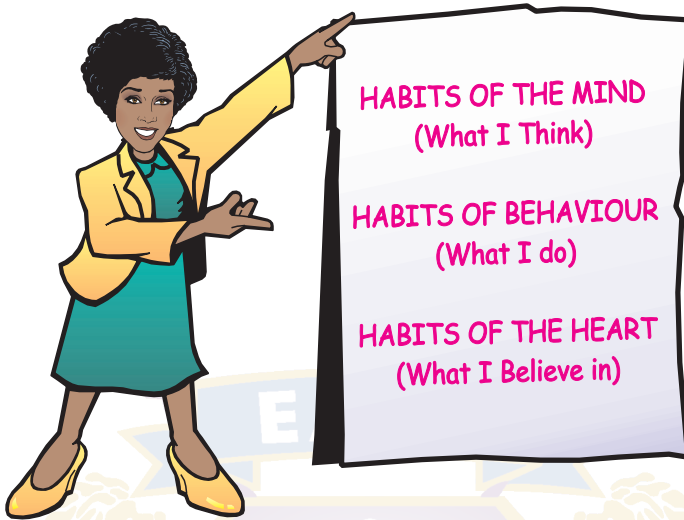 HABITS OF THE MIND
(What I Think)
HABITS OF BEHAVIOUR
(What I do)
HABITS OF THE HEART
(What I Believe in)